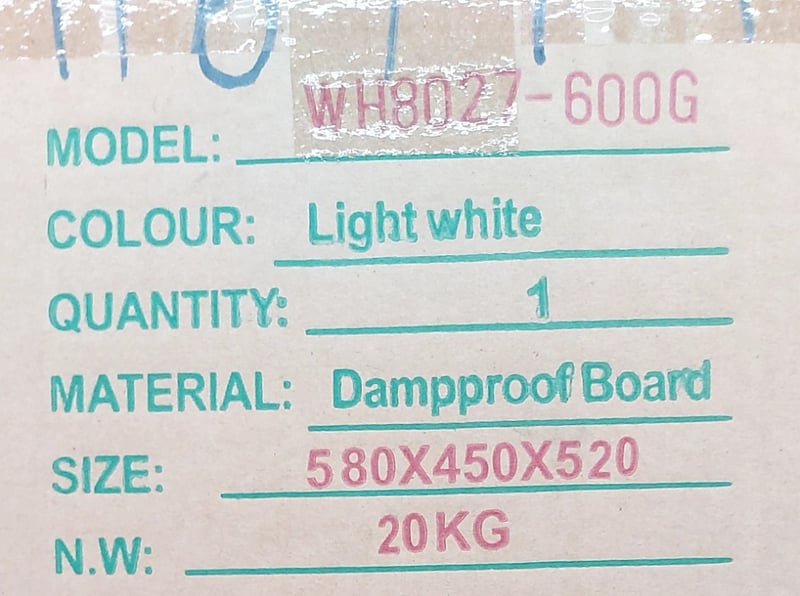 MODEL: WH8027-600G
COLOUR: Light white
QUANTITY: 1
MATERIAL: Dampproof Board
SIZE: 580X450X520
N.W: 20KG